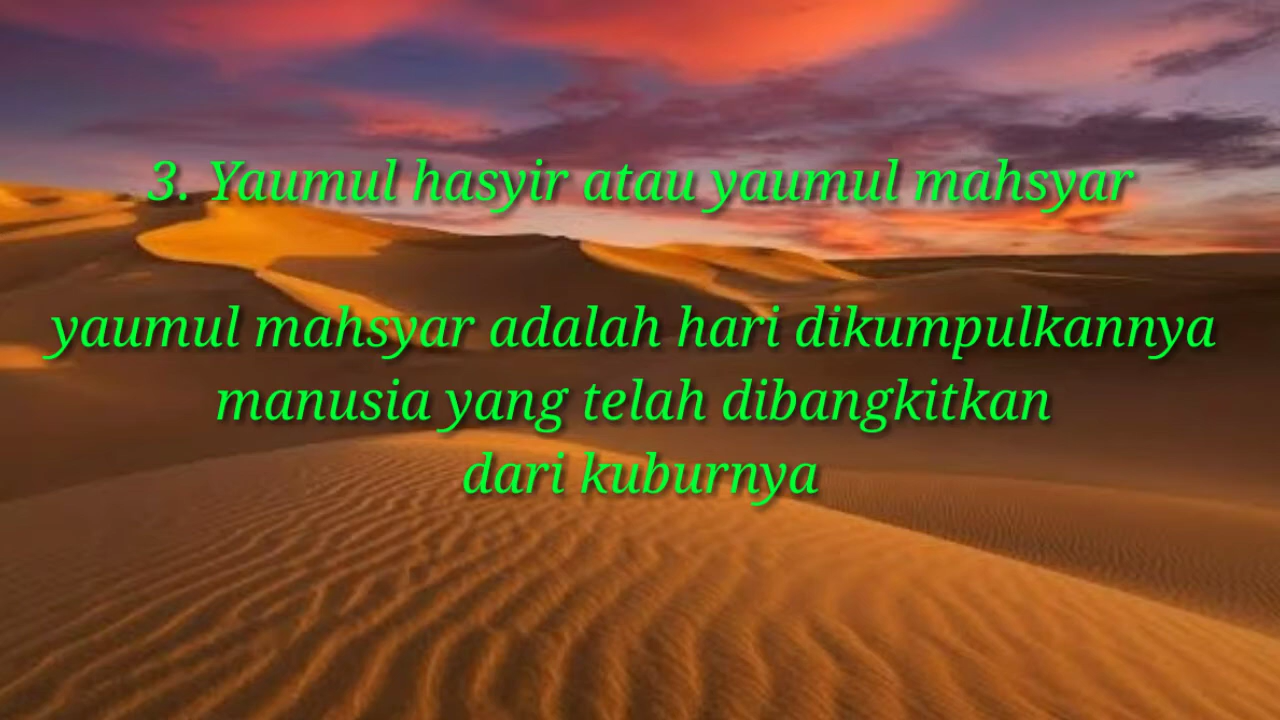 3. Yaumul hasyir atau yaumul mahsyar
yaumul mahsyar adalah hari dikumpulkannya
manusia yang telah dibangkitkan
dari kuburnya